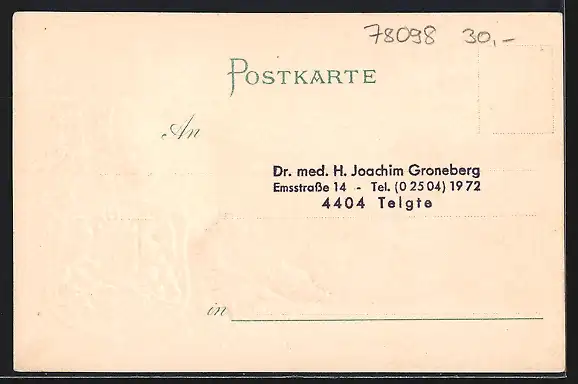 78098 30,-
POSTKARTE
An
Dr. med. H. Joachim Groneberg
Emsstraße 14 - Tel. (0 25 04) 19 72
4404 Telgte
in